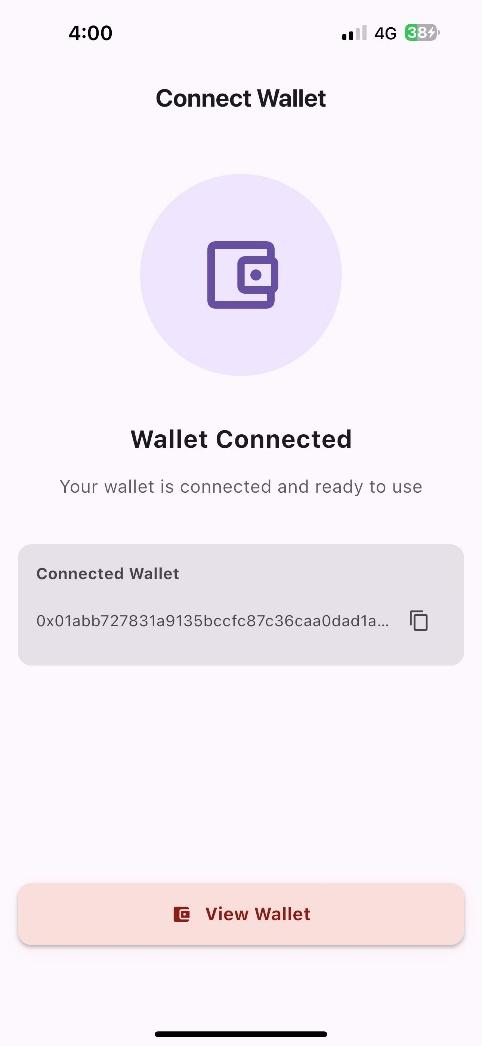 4:00
4G 38
Connect Wallet
Wallet Connected
Your wallet is connected and ready to use
Connected Wallet
0x01abb727831a9135bccfc87c36caa0dad1a...
View Wallet